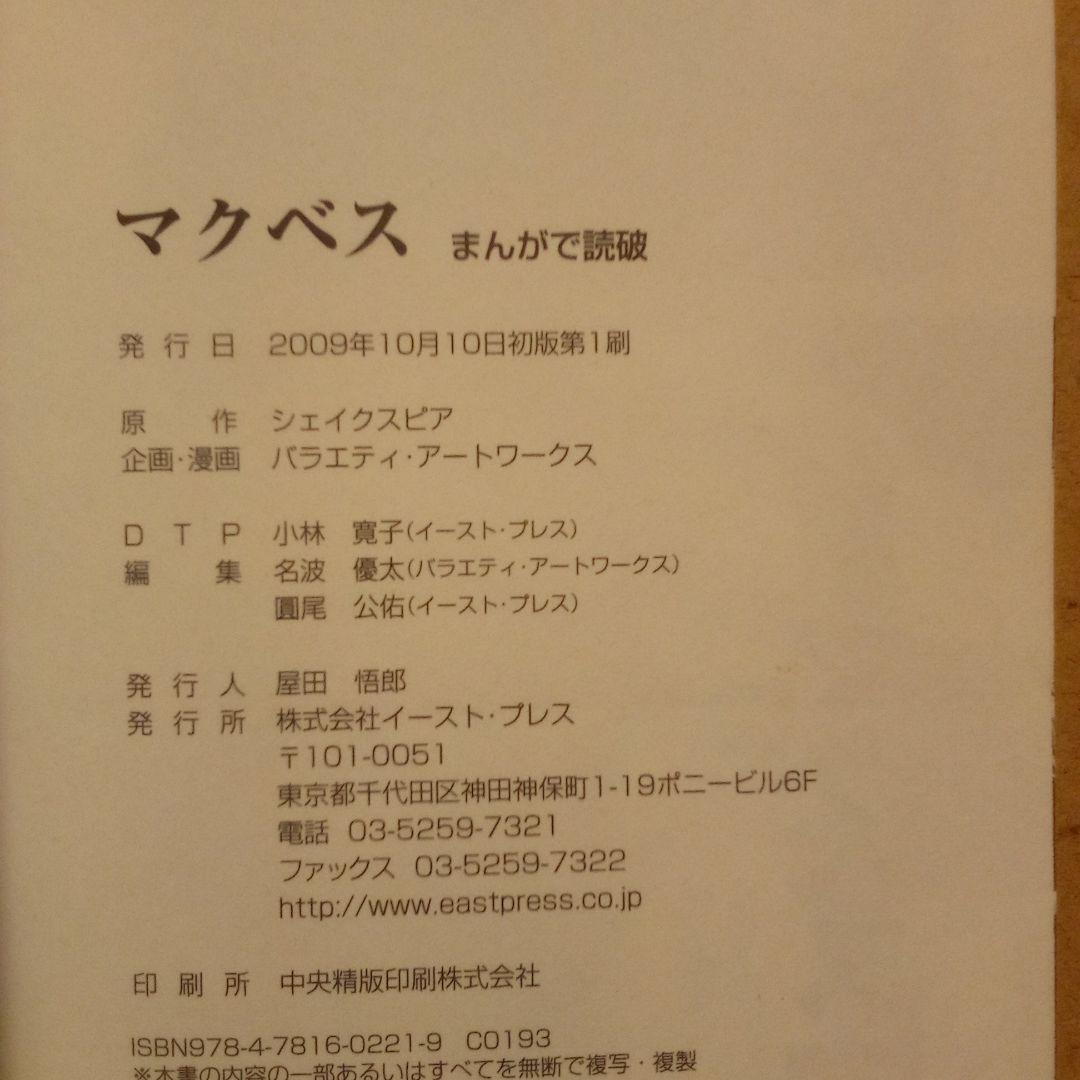 マクベス まんがで読破
発行日 2009年10月10日初版第1刷
原作 シェイクスピア
企画・漫画 バラエティ・アートワークス
DTP 小林 寛子(イースト・プレス)
編集 名波 優太(バラエティ・アートワークス)
圓尾 公佑(イースト・プレス)
発行人 屋田 悟郎
発行所 株式会社イースト・プレス
〒101-0051
東京都千代田区神田神保町1-19ポニービル6F
電話 03-5259-7321
ファックス 03-5259-7322
http://www.eastpress.co.jp
印刷所 中央精版印刷株式会社
ISBN978-4-7816-0221-9 C0193
※本書の内容の一部あるいはすべてを無断で複写・複製